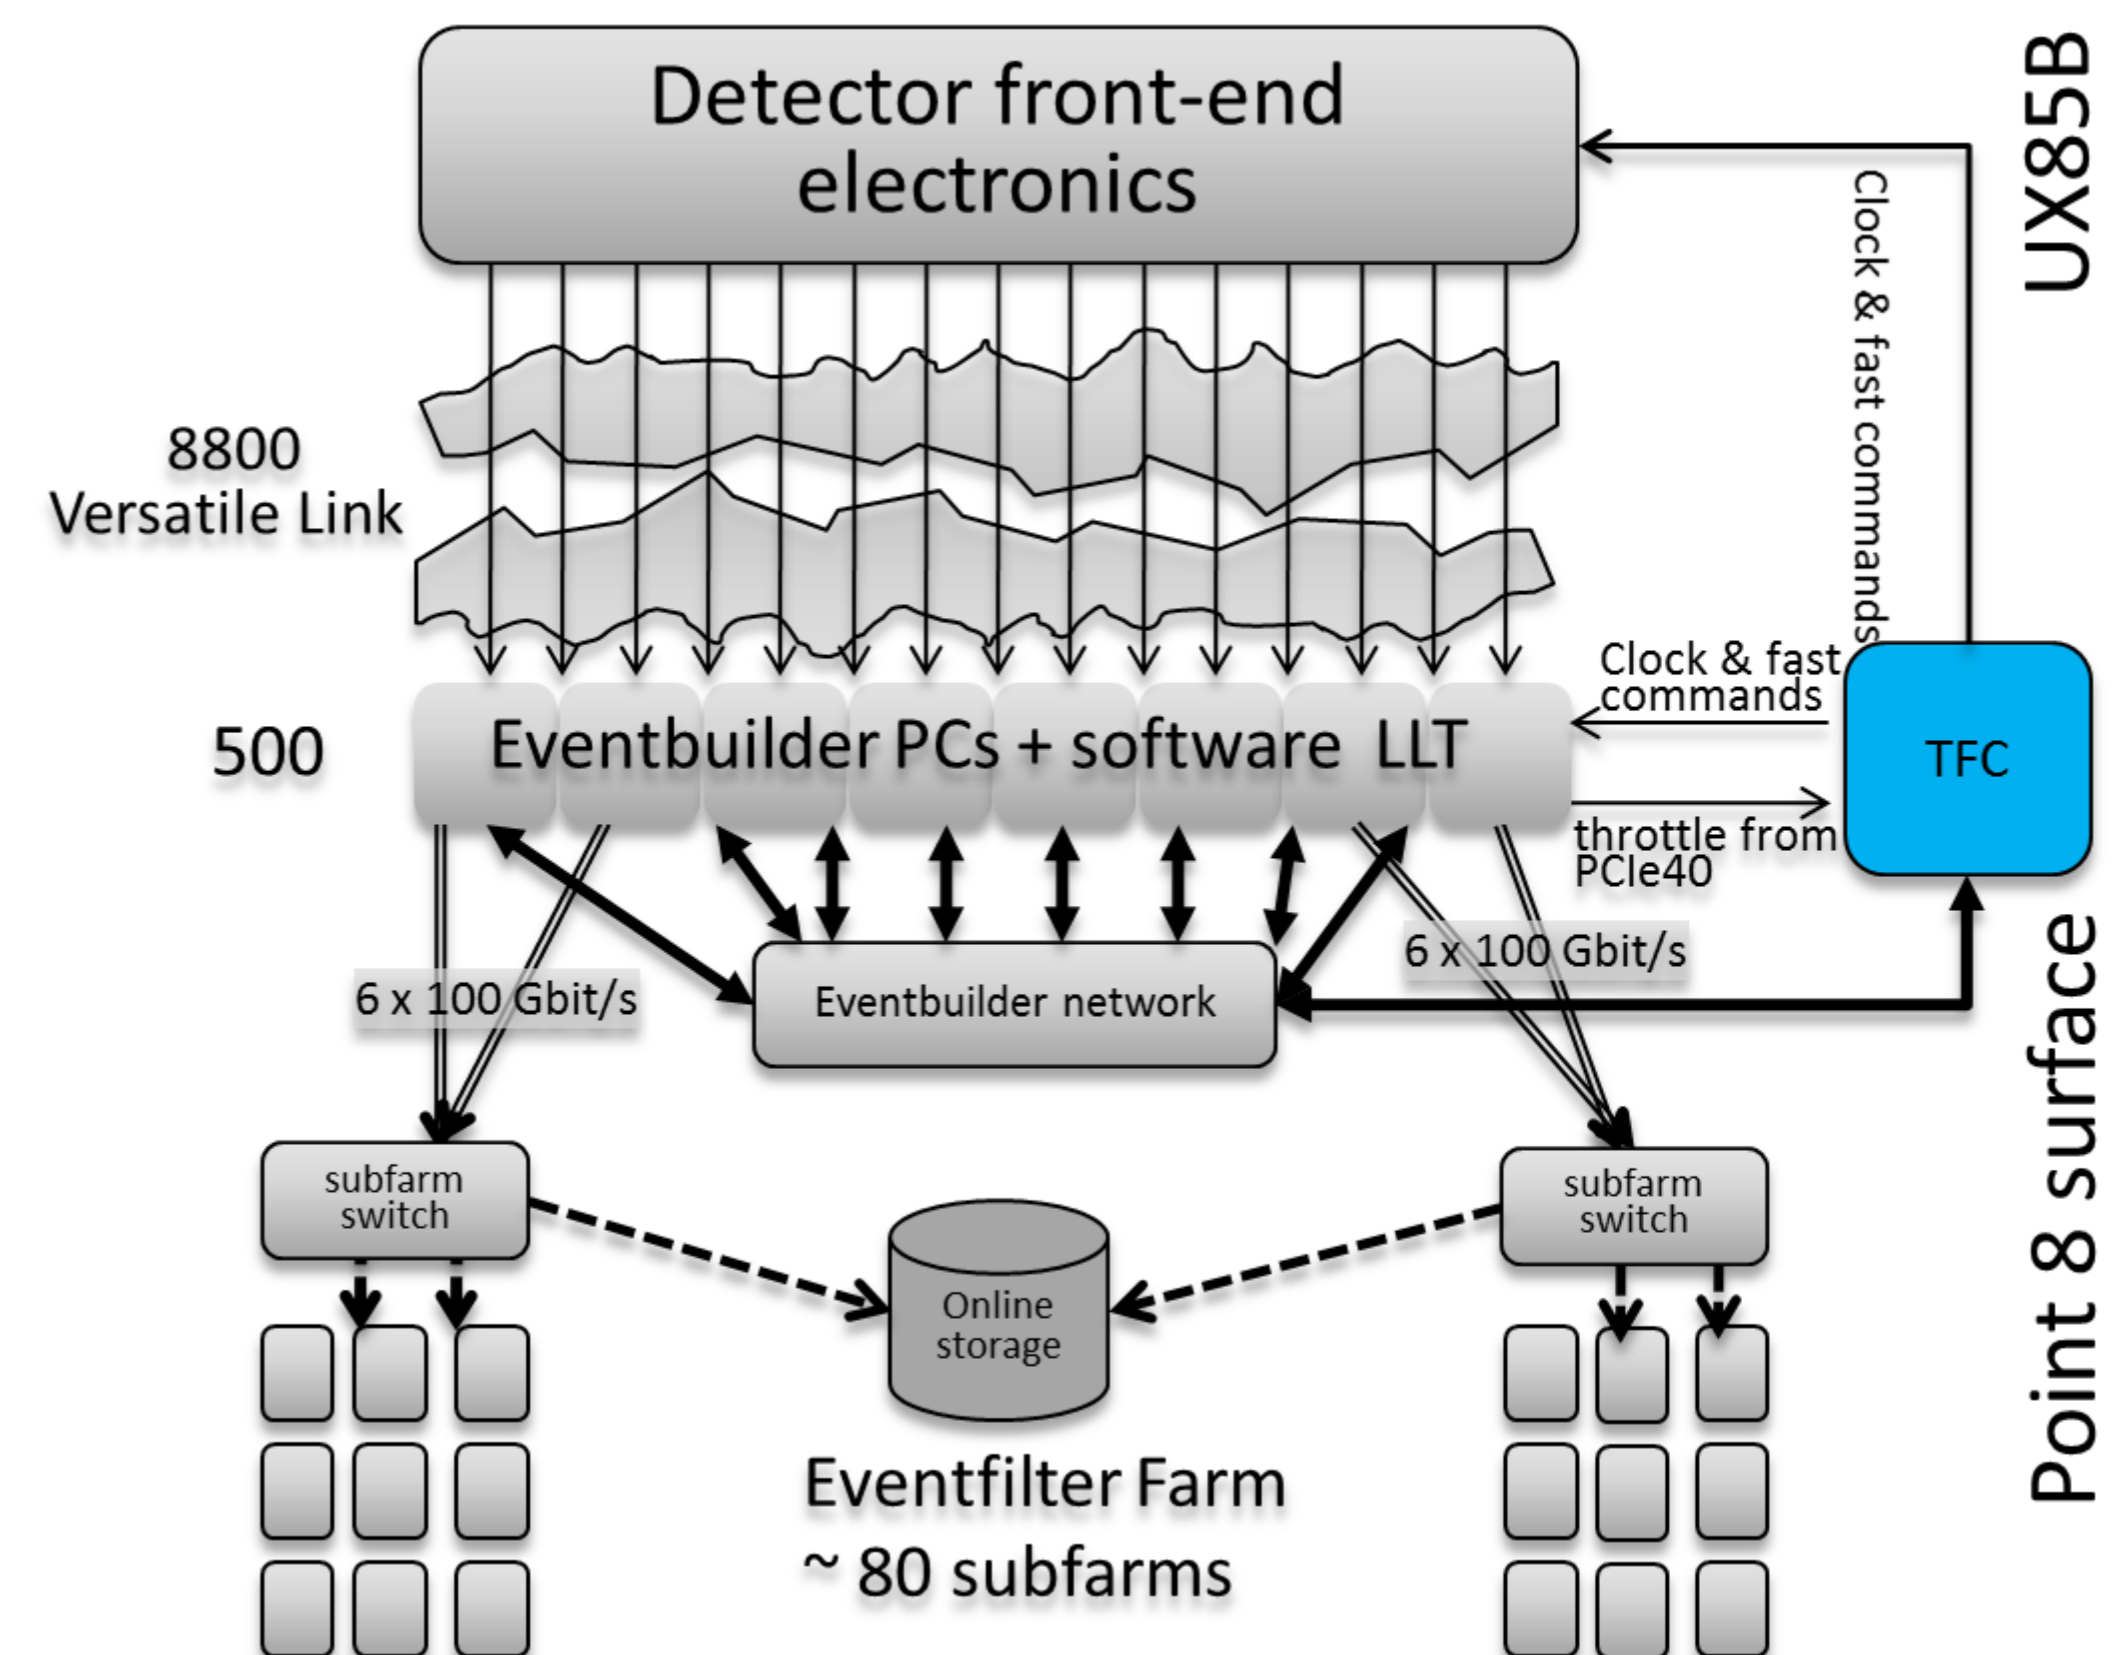 Detector front-end
electronics
UX85B
Clock & fast commands
8800
Versatile Link
Clock & fast
commands
500
Eventbuilder PCs + software LLT
TFC
throttle from
PCIe40
6 x 100 Gbit/s
6 x 100 Gbit/s
Eventbuilder network
Point 8 surface
subfarm
switch
subfarm
switch
Online
storage
Eventfilter Farm
~ 80 subfarms